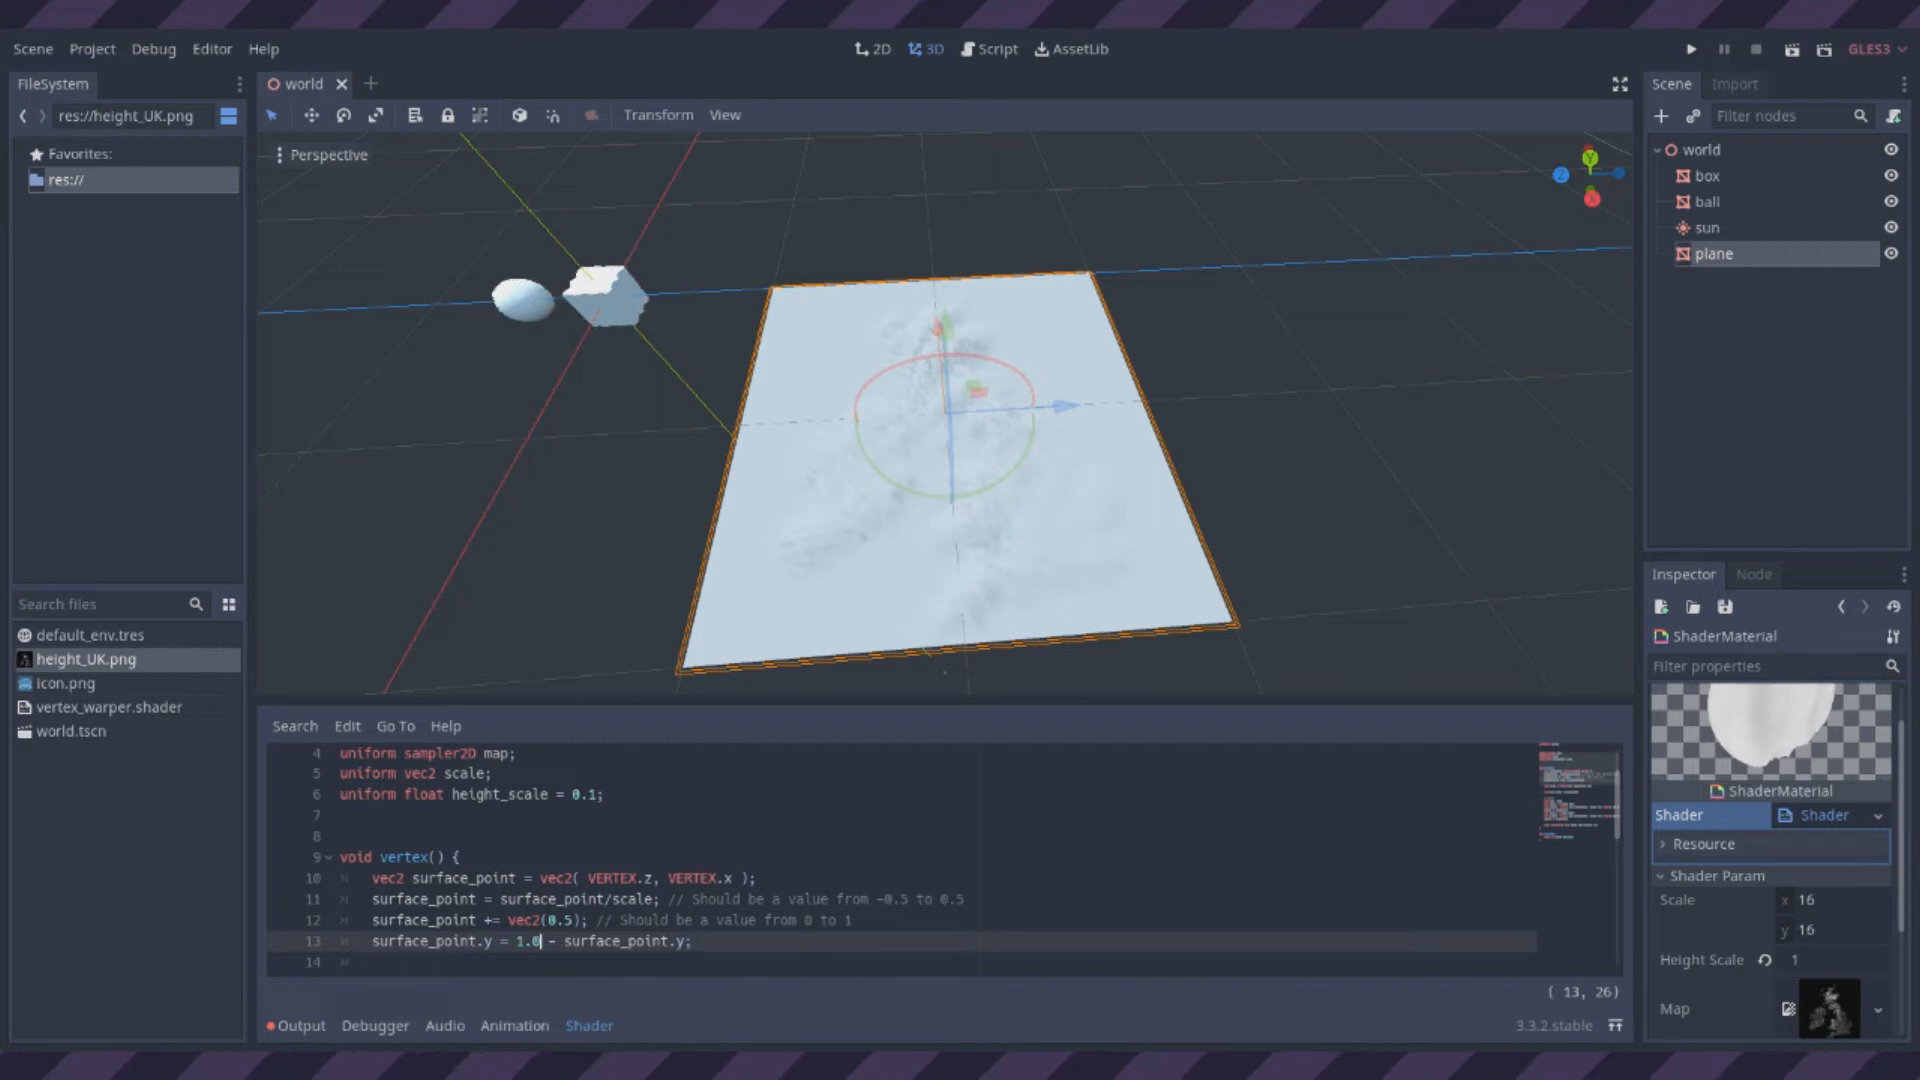 Scene Project Debug Editor Help
2D 3D Script AssetLib
GLES3
FileSystem
res://height_UK.png
Favorites:
res://
Search files
default_env.tres
height_UK.png
icon.png
vertex_warper.shader
world.tscn
world
Transform View
Perspective
Y
Z
X
Search Edit Go To Help
4 uniform sampler2D map;
5 uniform vec2 scale;
6 uniform float height_scale = 0.1;
7
8
9 void vertex() {
10 vec2 surface_point = vec2( VERTEX.z, VERTEX.x );
11 surface_point = surface_point/scale; // Should be a value from -0.5 to 0.5
12 surface_point += vec2(0.5); // Should be a value from 0 to 1
13 surface_point.y = 1.0 - surface_point.y;
14
( 13, 26)
Output Debugger Audio Animation Shader
3.3.2.stable
Scene Import
Filter nodes
world
box
ball
sun
plane
Inspector Node
ShaderMaterial
Filter properties
ShaderMaterial
Shader Shader
Resource
Shader Param
Scale x 16
y 16
Height Scale 1
Map